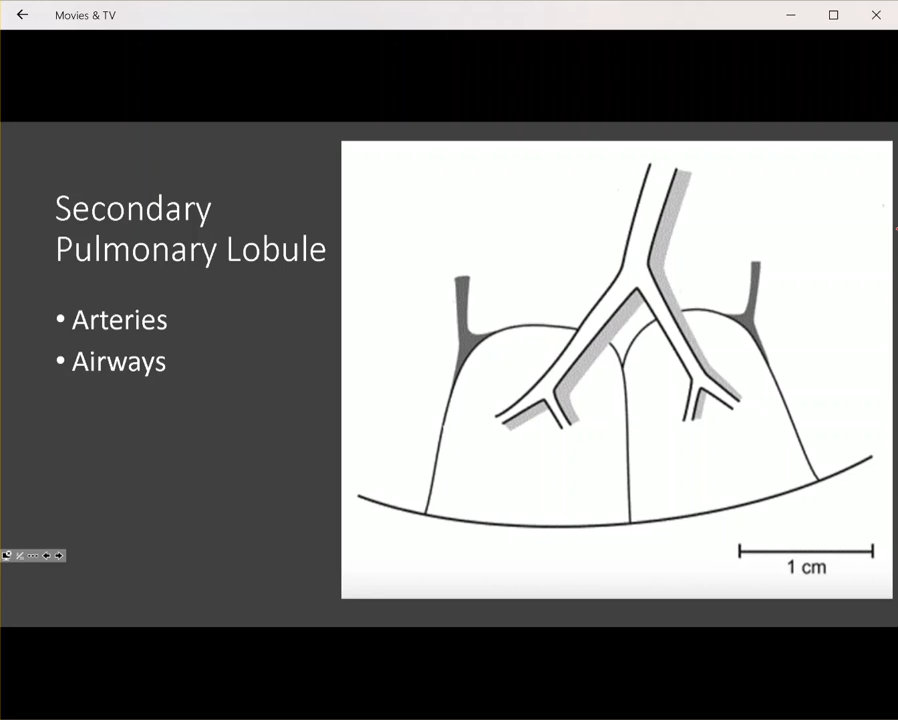 Movies & TV
Secondary
Pulmonary Lobule
• Arteries
• Airways
1 cm